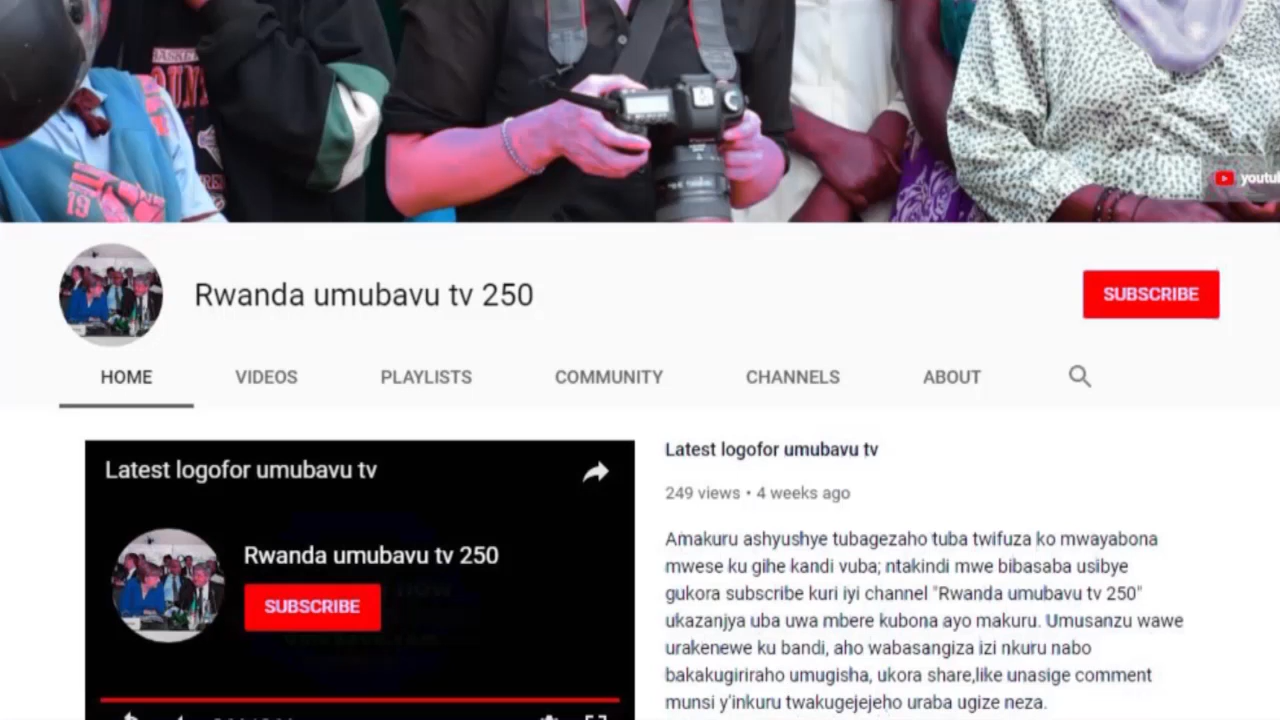 19
youtu
Rwanda umubavu tv 250
SUBSCRIBE
HOME
VIDEOS
PLAYLISTS
COMMUNITY
CHANNELS
ABOUT
Latest logofor umubavu tv
Rwanda umubavu tv 250
SUBSCRIBE
Latest logofor umubavu tv
249 views • 4 weeks ago
Amakuru ashyushye tubagezaho tuba twifuza ko mwayabona
mwese ku gihe kandi vuba; ntakindi mwe bibasaba usibye
gukora subscribe kuri iyi channel "Rwanda umubavu tv 250"
ukazanjya uba uwa mbere kubona ayo makuru. Umusanzu wawe
urakenewe ku bandi, aho wabasangiza izi nkuru nabo
bakakugiriraho umugisha, ukora share,like unasige comment
munsi y'inkuru twakugejejeho uraba ugize neza.